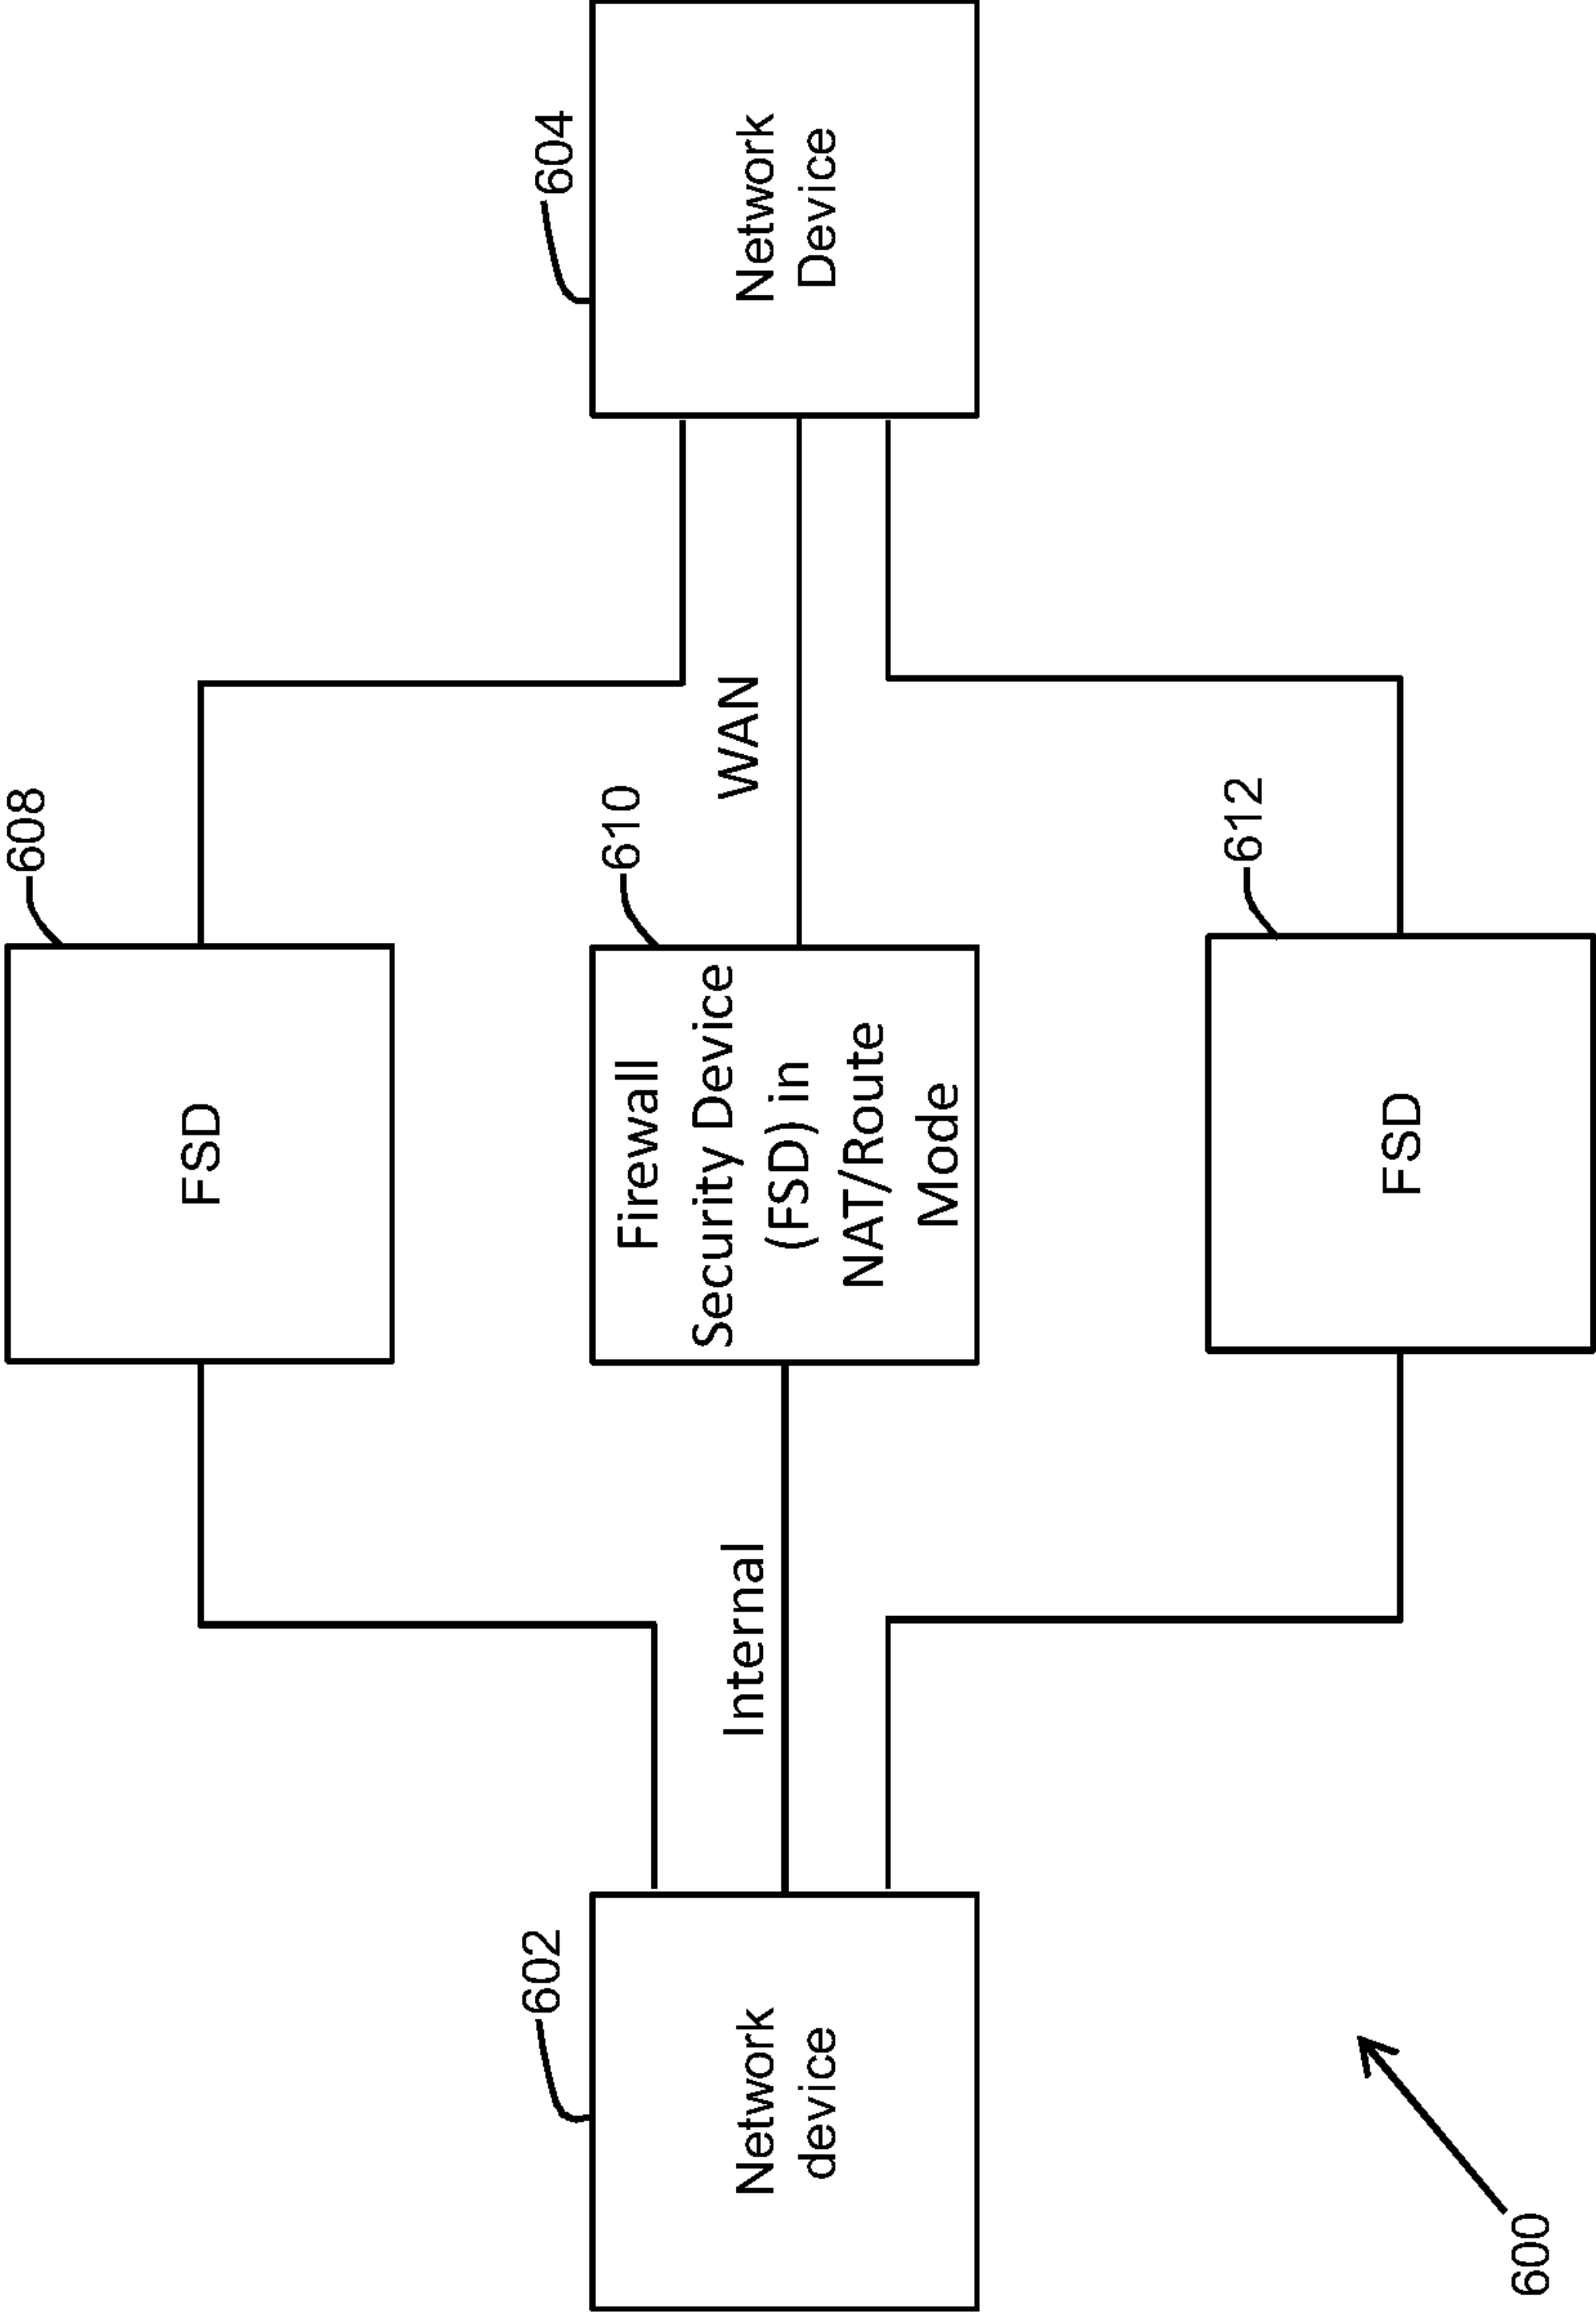 608
FSD
602
Network
device
Internal
610
Firewall
Security Device
(FSD) in
NAT/Route
Mode
WAN
604
Network
Device
612
FSD
600